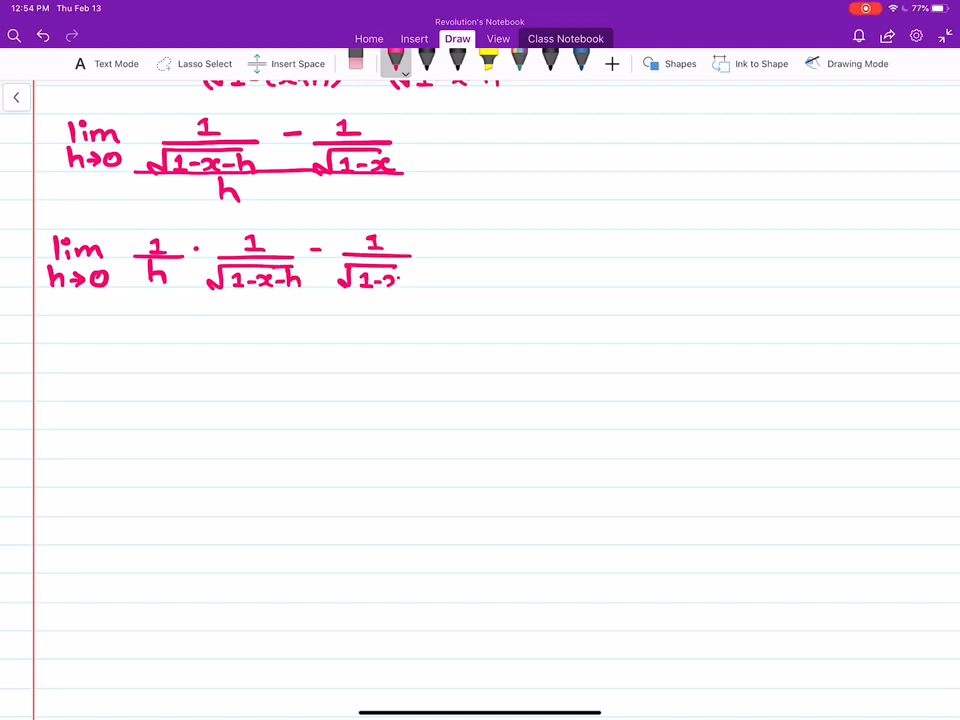 12:54 PM Thu Feb 13 77%
Revolution's Notebook
Home Insert Draw View Class Notebook
A Text Mode Lasso Select Insert Space Shapes Ink to Shape Drawing Mode
lim h→0 1/√1-x-h - 1/√1-x
h
lim h→0 1/h · 1/√1-x-h - 1/√1-x